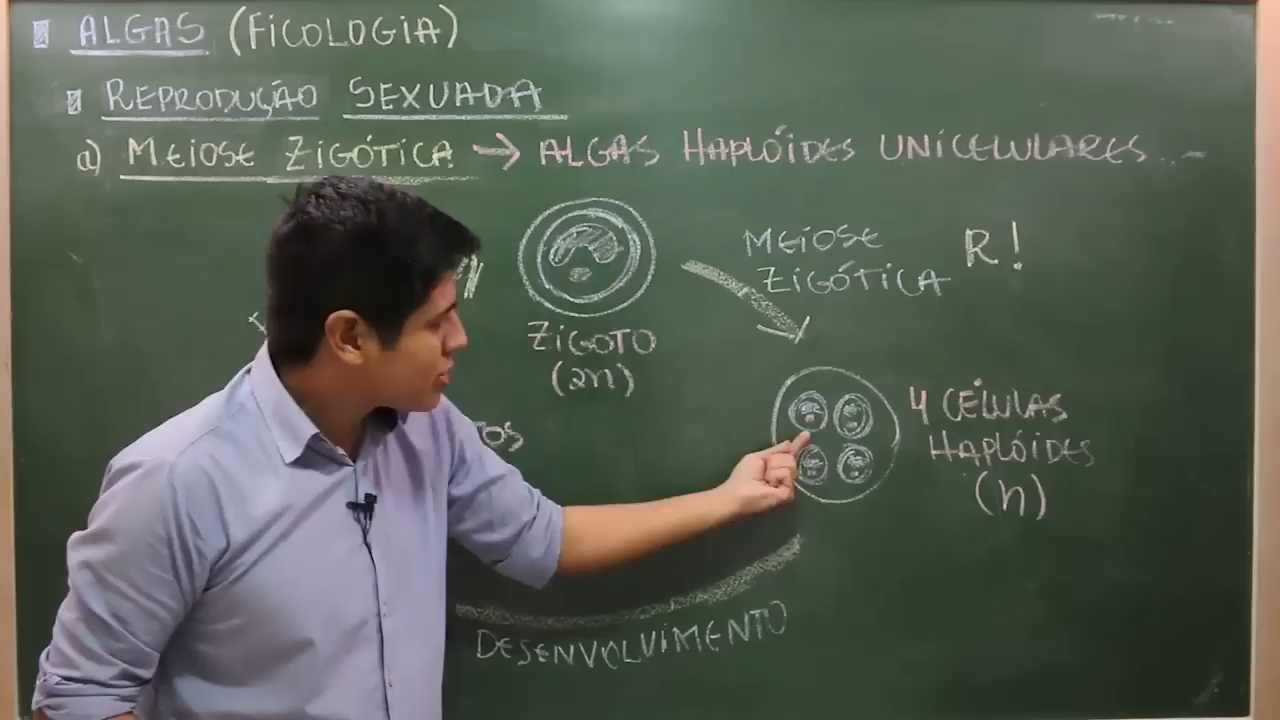 ALGAS (FICOLOGIA)
REPRODUÇÃO SEXUADA
a) MEIOSE ZIGÓTICA → ALGAS HAPLÓIDES UNICELULARES...
MEIOSE
ZIGÓTICA R!
ZIGOTO
(2n)
4 CÉLULAS
HAPLÓIDES
(n)
DESENVOLVIMENTO